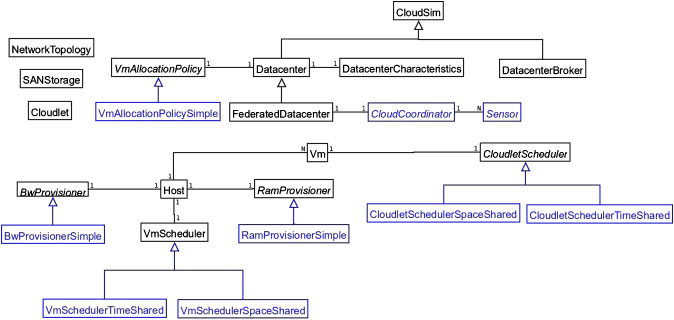 CloudSim
NetworkTopology
VmAllocationPolicy 1 1 Datacenter 1 1 DatacenterCharacteristics
DatacenterBroker
SANStorage
Cloudlet
VmAllocationPolicySimple
FederatedDatacenter 1 1 CloudCoordinator 1 N Sensor
N Vm 1 1 CloudletScheduler
1
BwProvisioner 1 1 Host 1 1 RamProvisioner
1
CloudletSchedulerSpaceShared
CloudletSchedulerTimeShared
1
BwProvisionerSimple
VmScheduler
RamProvisionerSimple
VmSchedulerTimeShared
VmSchedulerSpaceShared